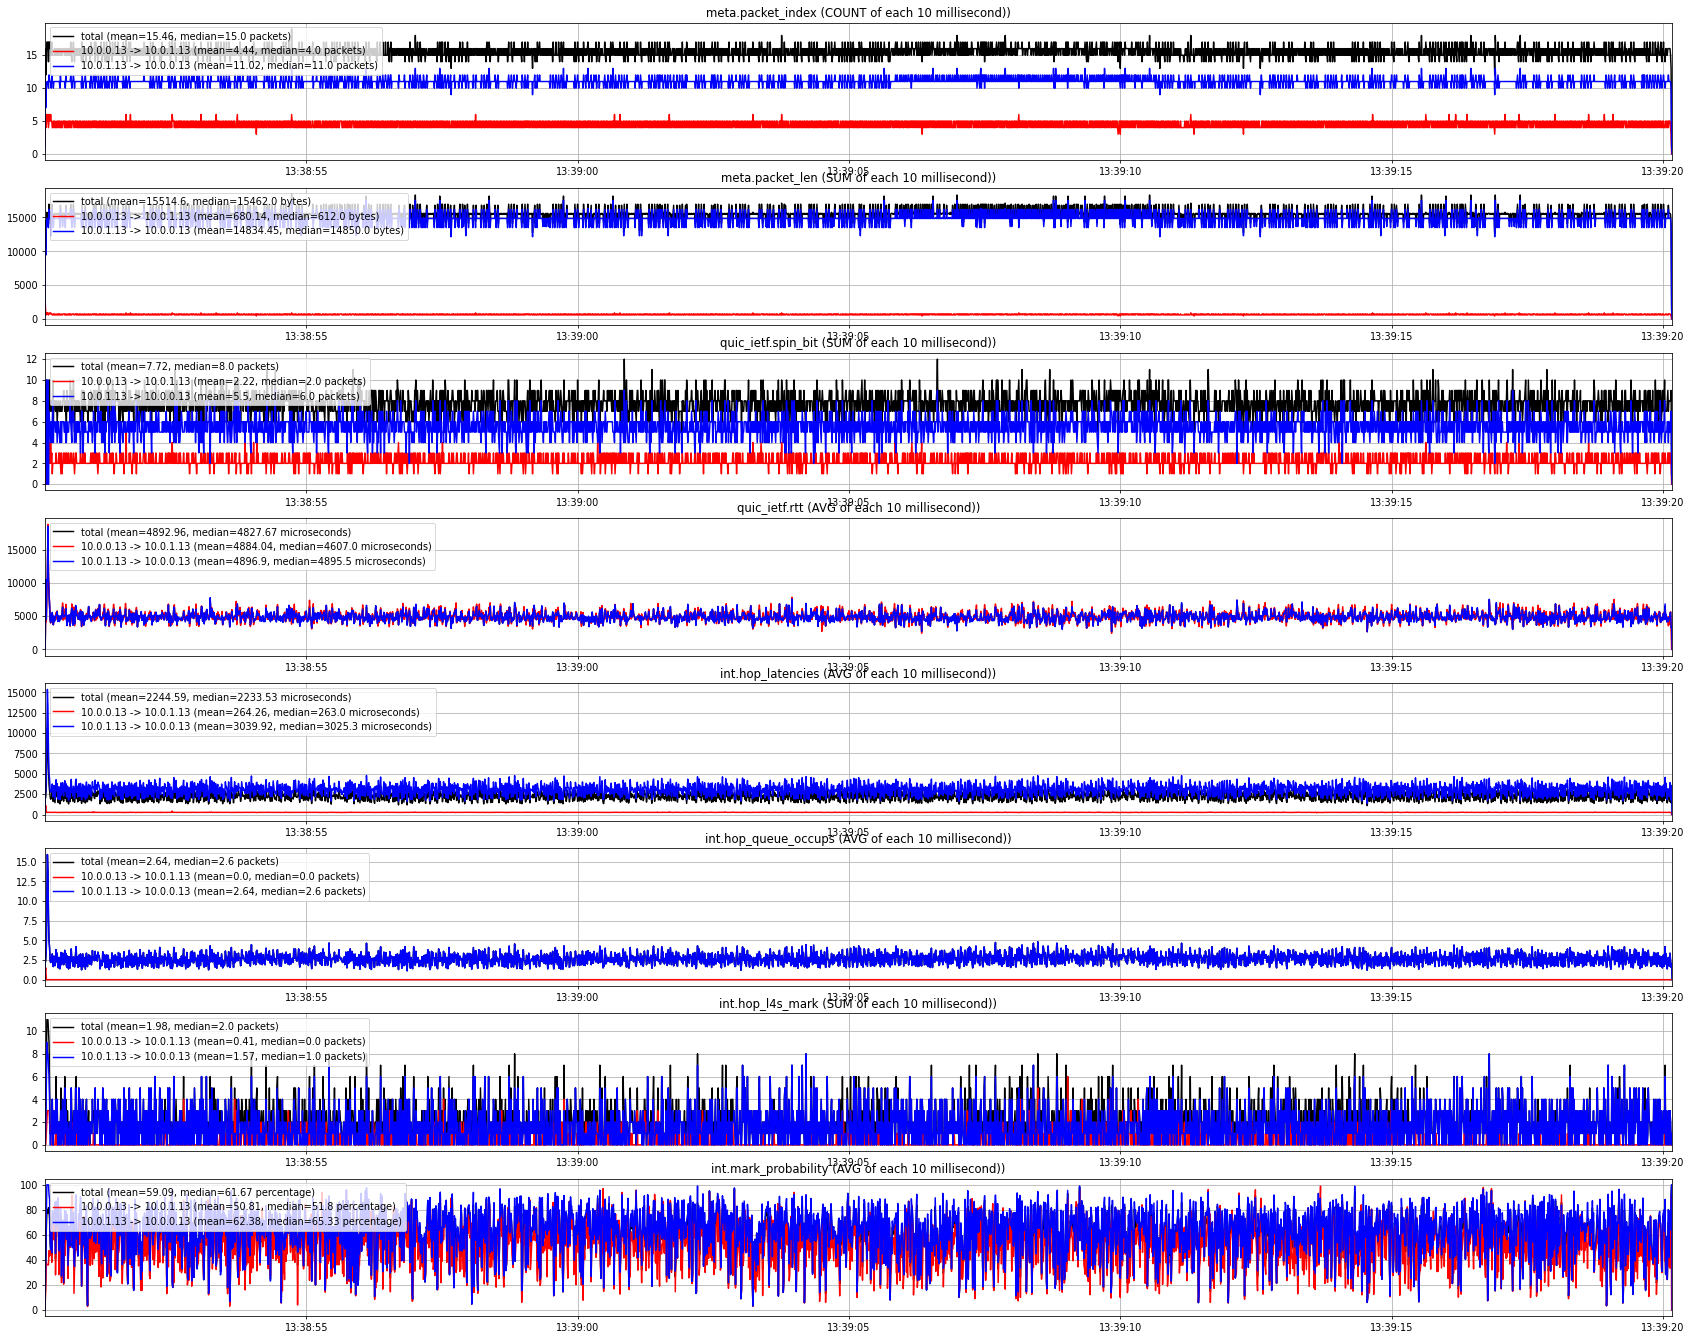 meta.packet_index (COUNT of each 10 millisecond))
total (mean=15.46, median=15.0 packets)
10.0.0.13 -> 10.0.1.13 (mean=4.44, median=4.0 packets)
10.0.1.13 -> 10.0.0.13 (mean=11.02, median=11.0 packets)
15
10
5
0
13:38:55 13:39:00 13:39:05 13:39:10 13:39:15 13:39:20
meta.packet_len (SUM of each 10 millisecond))
total (mean=15514.6, median=15462.0 bytes)
10.0.0.13 -> 10.0.1.13 (mean=680.14, median=612.0 bytes)
10.0.1.13 -> 10.0.0.13 (mean=14834.45, median=14850.0 bytes)
15000
10000
5000
0
13:38:55 13:39:00 13:39:05 13:39:10 13:39:15 13:39:20
quic_ietf.spin_bit (SUM of each 10 millisecond))
total (mean=7.72, median=8.0 packets)
10.0.0.13 -> 10.0.1.13 (mean=2.22, median=2.0 packets)
10.0.1.13 -> 10.0.0.13 (mean=5.5, median=6.0 packets)
12
10
8
6
4
2
0
13:38:55 13:39:00 13:39:05 13:39:10 13:39:15 13:39:20
quic_ietf.rtt (AVG of each 10 millisecond))
total (mean=4892.96, median=4827.67 microseconds)
10.0.0.13 -> 10.0.1.13 (mean=4884.04, median=4607.0 microseconds)
10.0.1.13 -> 10.0.0.13 (mean=4896.9, median=4895.5 microseconds)
15000
10000
5000
0
13:38:55 13:39:00 13:39:05 13:39:10 13:39:15 13:39:20
int.hop_latencies (AVG of each 10 millisecond))
total (mean=2244.59, median=2233.53 microseconds)
10.0.0.13 -> 10.0.1.13 (mean=264.26, median=263.0 microseconds)
10.0.1.13 -> 10.0.0.13 (mean=3039.92, median=3025.3 microseconds)
15000
12500
10000
7500
5000
2500
0
13:38:55 13:39:00 13:39:05 13:39:10 13:39:15 13:39:20
int.hop_queue_occups (AVG of each 10 millisecond))
total (mean=2.64, median=2.6 packets)
10.0.0.13 -> 10.0.1.13 (mean=0.0, median=0.0 packets)
10.0.1.13 -> 10.0.0.13 (mean=2.64, median=2.6 packets)
15.0
12.5
10.0
7.5
5.0
2.5
0.0
13:38:55 13:39:00 13:39:05 13:39:10 13:39:15 13:39:20
int.hop_l4s_mark (SUM of each 10 millisecond))
total (mean=1.98, median=2.0 packets)
10.0.0.13 -> 10.0.1.13 (mean=0.41, median=0.0 packets)
10.0.1.13 -> 10.0.0.13 (mean=1.57, median=1.0 packets)
10
8
6
4
2
0
13:38:55 13:39:00 13:39:05 13:39:10 13:39:15 13:39:20
int.mark_probability (AVG of each 10 millisecond))
total (mean=59.09, median=61.67 percentage)
10.0.0.13 -> 10.0.1.13 (mean=50.81, median=51.8 percentage)
10.0.1.13 -> 10.0.0.13 (mean=62.38, median=65.33 percentage)
100
80
60
40
20
0
13:38:55 13:39:00 13:39:05 13:39:10 13:39:15 13:39:20